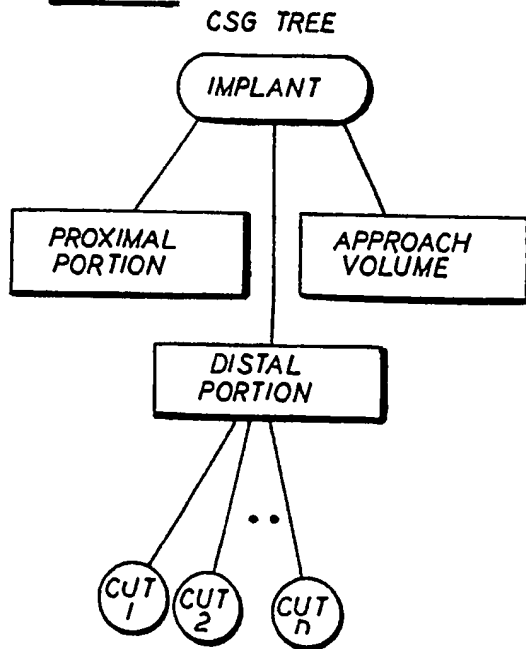 CSG TREE
IMPLANT
PROXIMAL
PORTION
APPROACH
VOLUME
DISTAL
PORTION
CUT
1
CUT
2
CUT
n